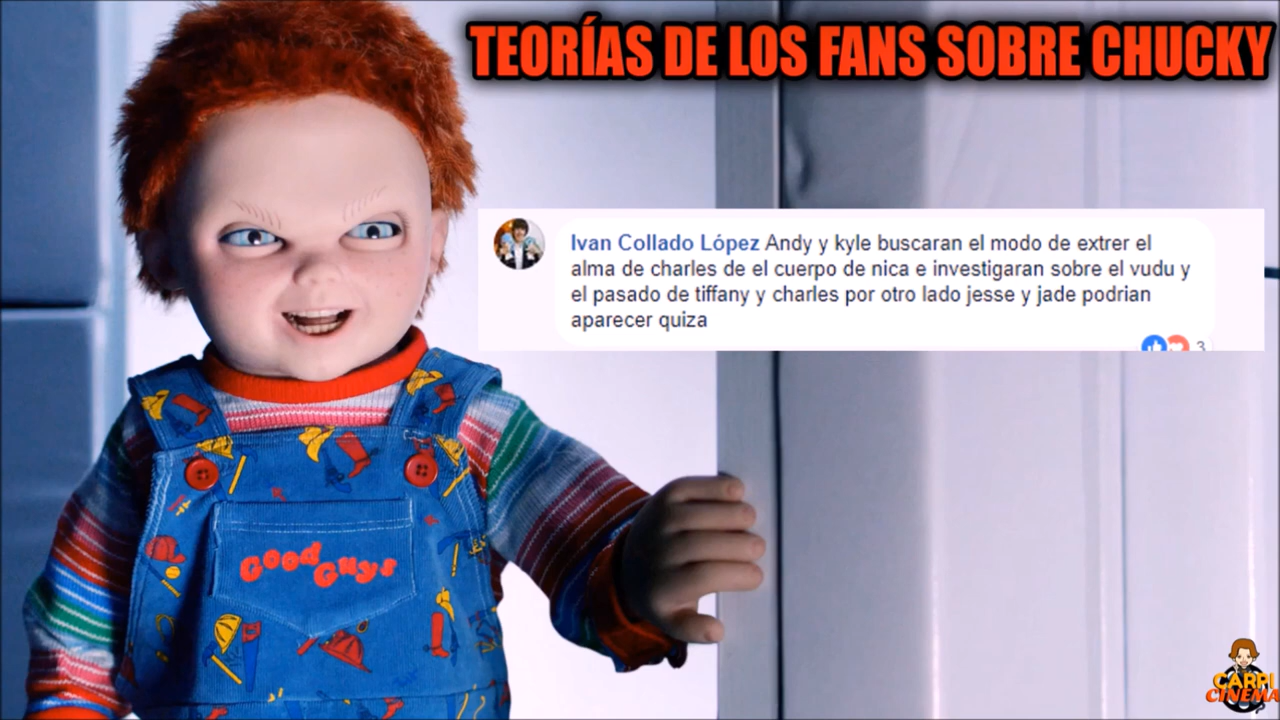 TEORÍAS DE LOS FANS SOBRE CHUCKY
Ivan Collado López Andy y kyle buscaran el modo de extrer el
alma de charles de el cuerpo de nica e investigaran sobre el vudu y
el pasado de tiffany y charles por otro lado jesse y jade podrian
aparecer quiza
3
Good Guys
CARRI
CINEMA